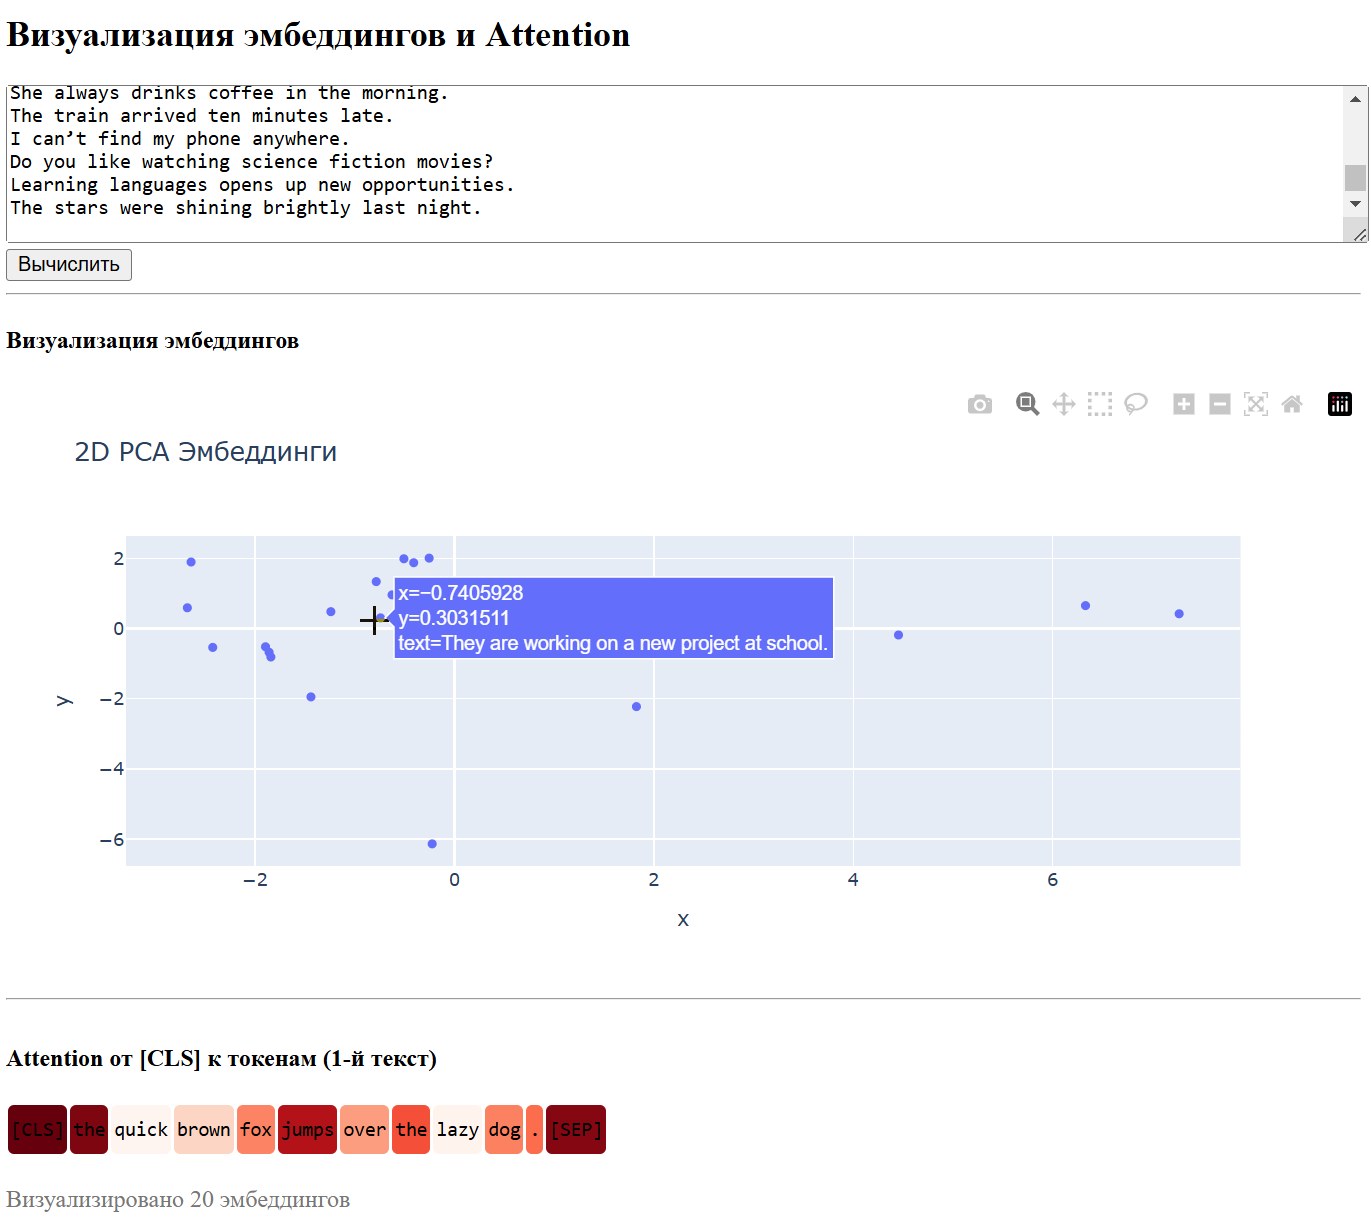 Визуализация эмбеддингов и Attention
She always drinks coffee in the morning.
The train arrived ten minutes late.
I can’t find my phone anywhere.
Do you like watching science fiction movies?
Learning languages opens up new opportunities.
The stars were shining brightly last night.
Вычислить
Визуализация эмбеддингов
2D PCA Эмбеддинги
2
0
−2
−4
−6
y
x=−0.7405928
y=0.3031511
text=They are working on a new project at school.
−2 0 2 4 6
x
Attention от [CLS] к токенам (1-й текст)
[CLS] the quick brown fox jumps over the lazy dog . [SEP]
Визуализировано 20 эмбеддингов